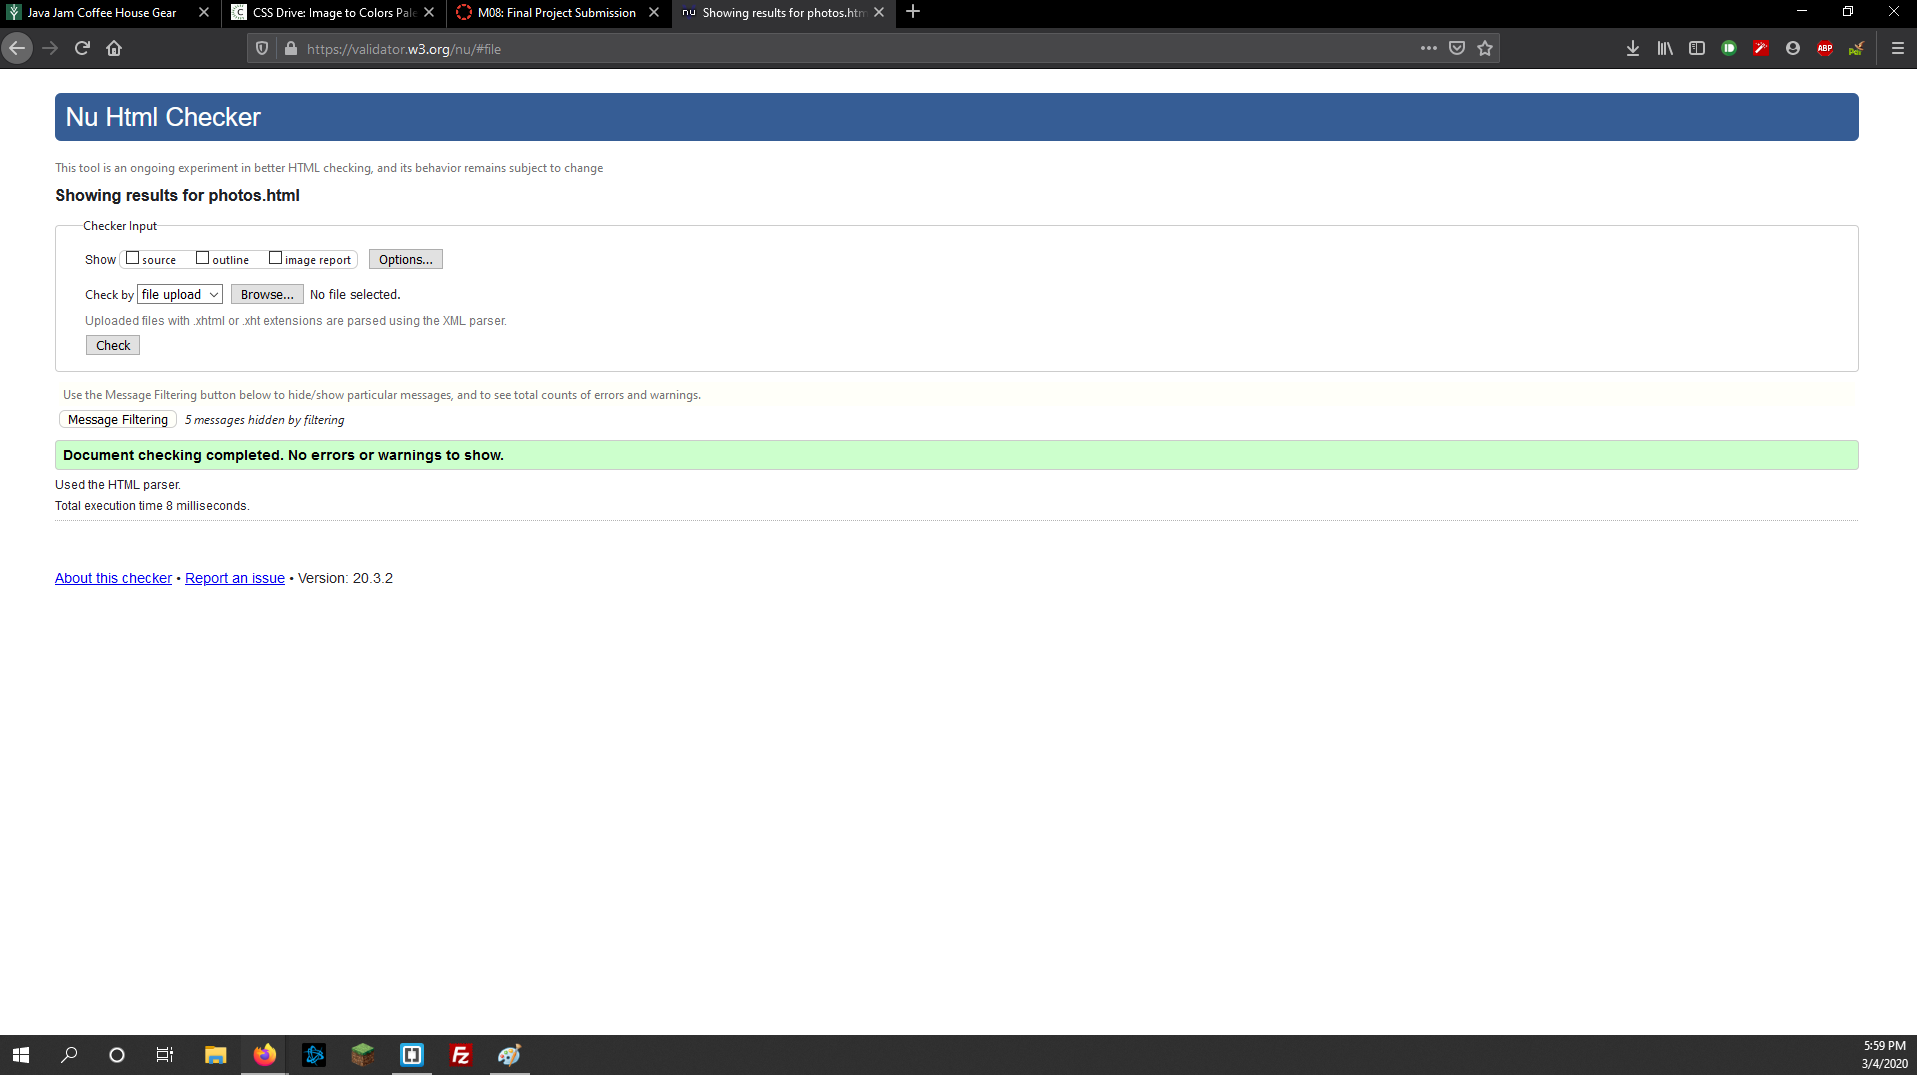 Java Jam Coffee House Gear
CSS Drive: Image to Colors Pale
M08: Final Project Submission
nu Showing results for photos.htm
https://validator.w3.org/nu/#file
ABP
Nu Html Checker
This tool is an ongoing experiment in better HTML checking, and its behavior remains subject to change
Showing results for photos.html
Checker Input
Show source outline image report Options...
Check by file upload Browse... No file selected.
Uploaded files with .xhtml or .xht extensions are parsed using the XML parser.
Check
Use the Message Filtering button below to hide/show particular messages, and to see total counts of errors and warnings.
Message Filtering 5 messages hidden by filtering
Document checking completed. No errors or warnings to show.
Used the HTML parser.
Total execution time 8 milliseconds.
About this checker • Report an issue • Version: 20.3.2
Fz
5:59 PM
3/4/2020